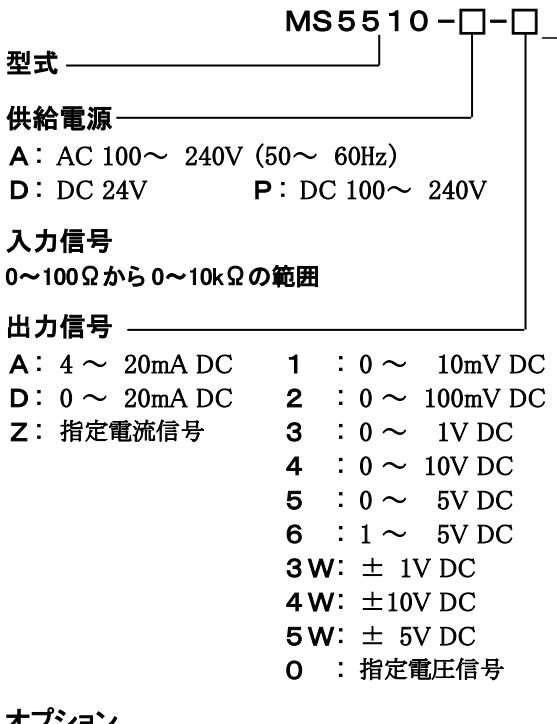 MS5510-□-□
型式
供給電源
A: AC 100～ 240V (50～ 60Hz)
D: DC 24V P: DC 100～ 240V
入力信号
0～100Ωから0～10kΩの範囲
出力信号
A: 4 ～ 20mA DC 1 : 0 ～ 10mV DC
D: 0 ～ 20mA DC 2 : 0 ～ 100mV DC
Z: 指定電流信号 3 : 0 ～ 1V DC
4 : 0 ～ 10V DC
5 : 0 ～ 5V DC
6 : 1 ～ 5V DC
3W: ± 1V DC
4W: ±10V DC
5W: ± 5V DC
0 : 指定電圧信号
オプション